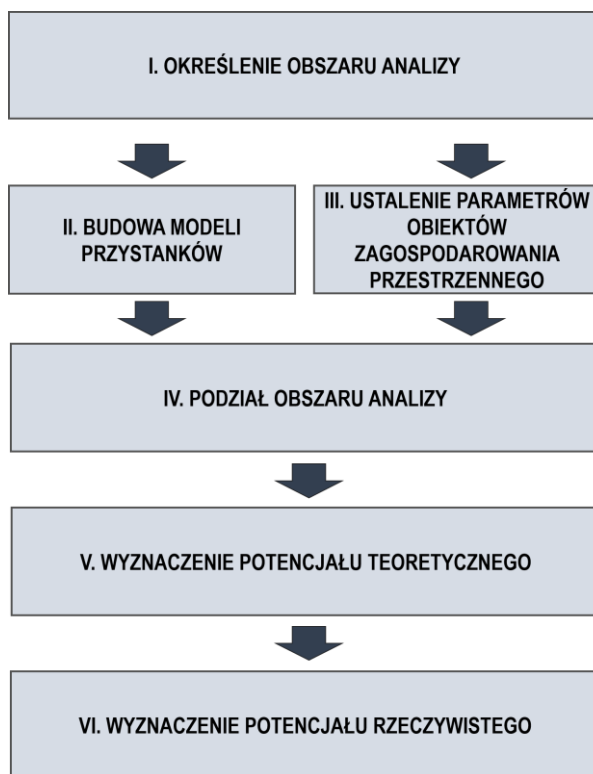 I. OKREŚLENIE OBSZARU ANALIZY
II. BUDOWA MODELI
PRZYSTANKÓW
III. USTALENIE PARAMETRÓW
OBIEKTÓW
ZAGOSPODAROWANIA
PRZESTRZENNEGO
IV. PODZIAŁ OBSZARU ANALIZY
V. WYZNACZENIE POTENCJAŁU TEORETYCZNEGO
VI. WYZNACZENIE POTENCJAŁU RZECZYWISTEGO